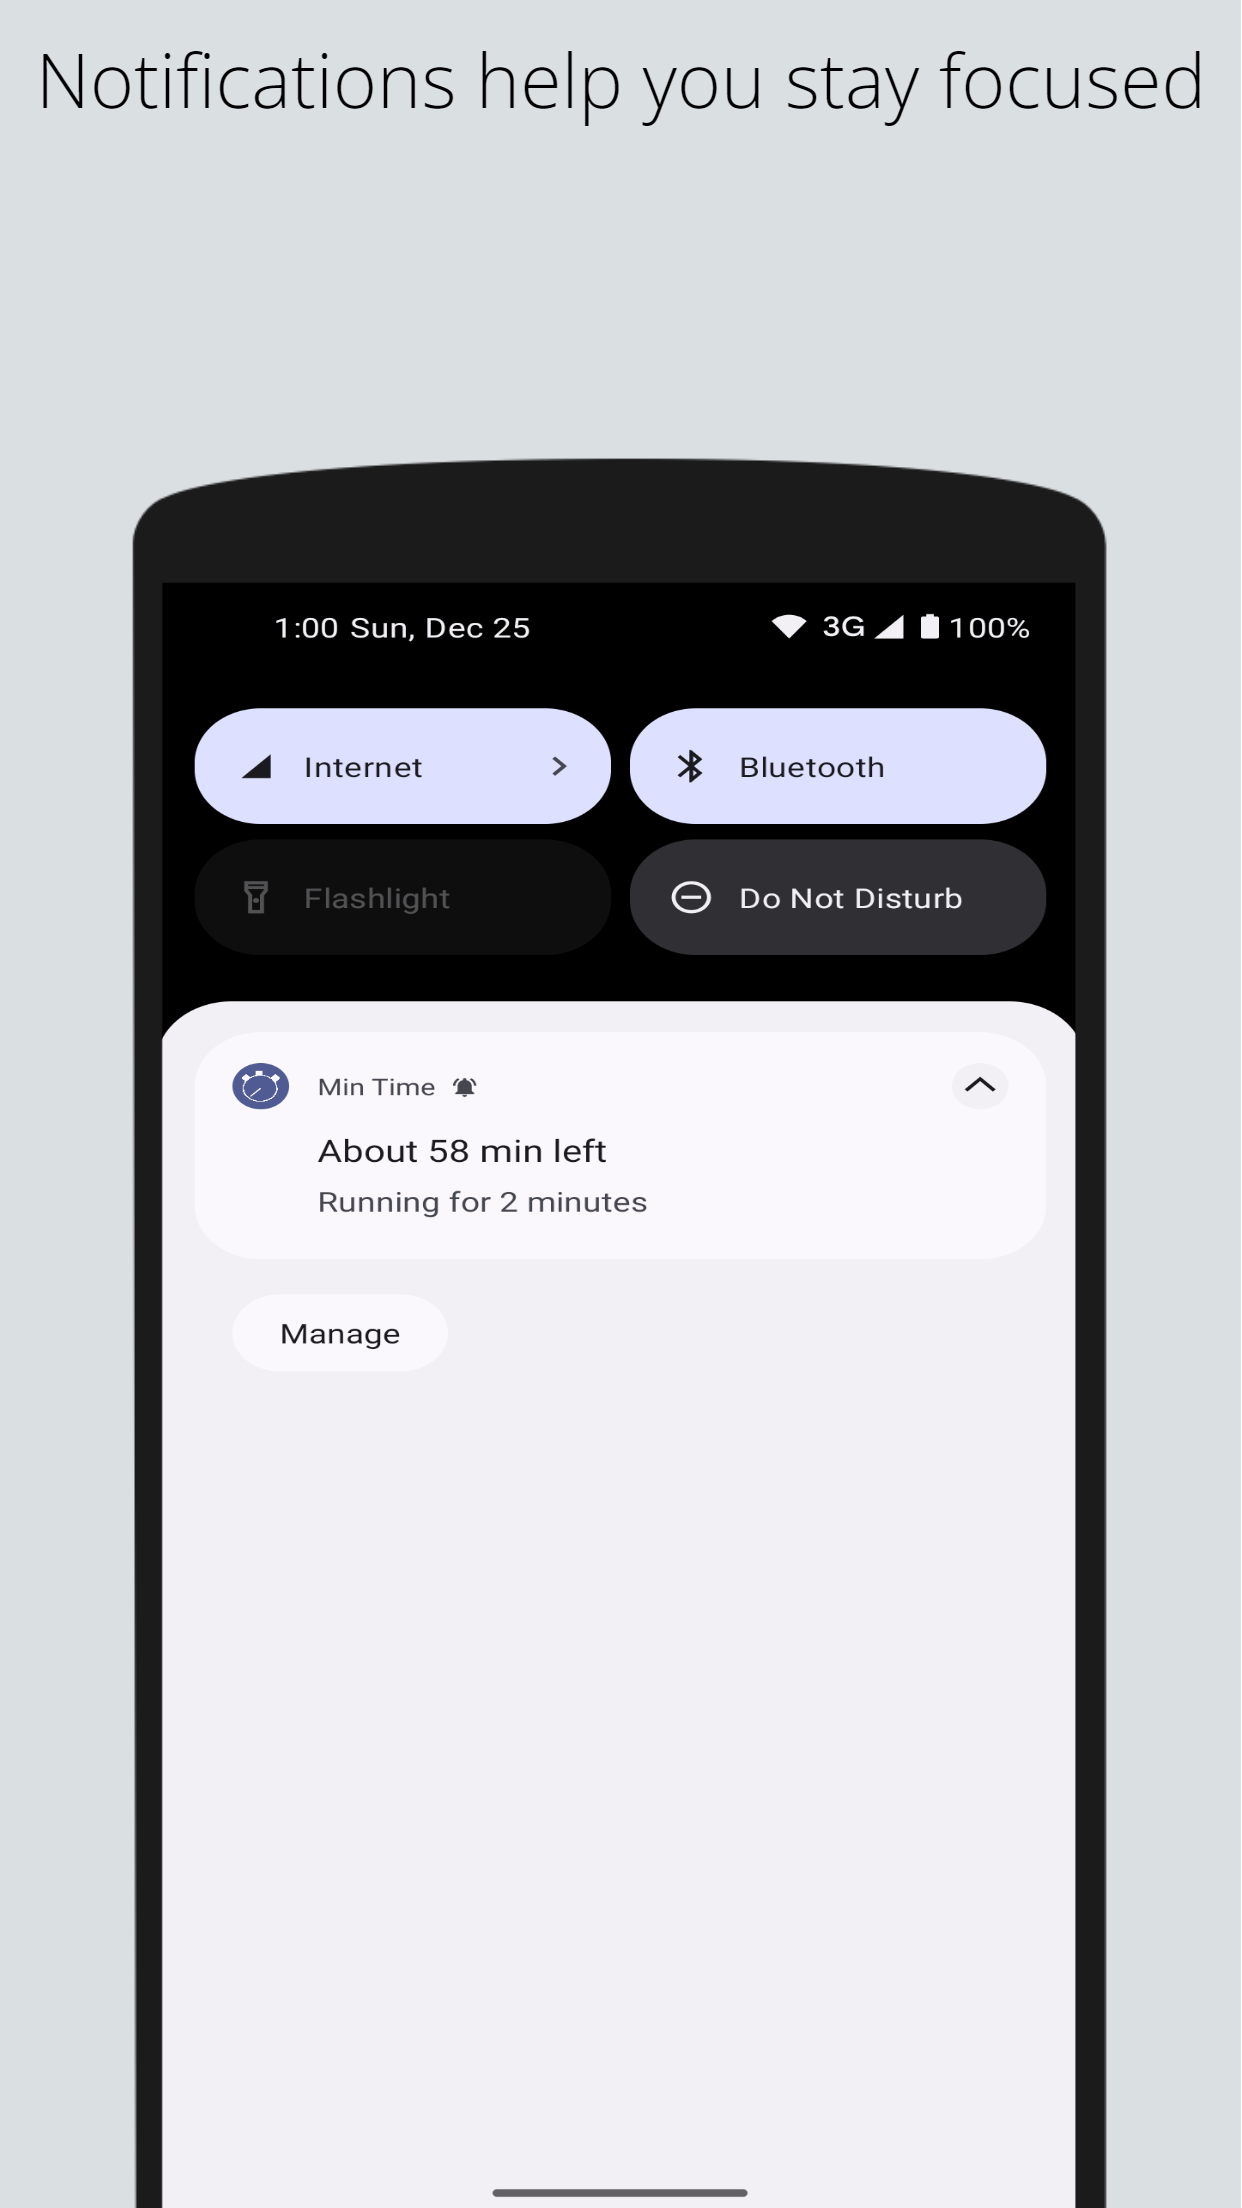 Notifications help you stay focused
1:00 Sun, Dec 25 3G 100%
Internet
Bluetooth
Flashlight
Do Not Disturb
Min Time
About 58 min left
Running for 2 minutes
Manage